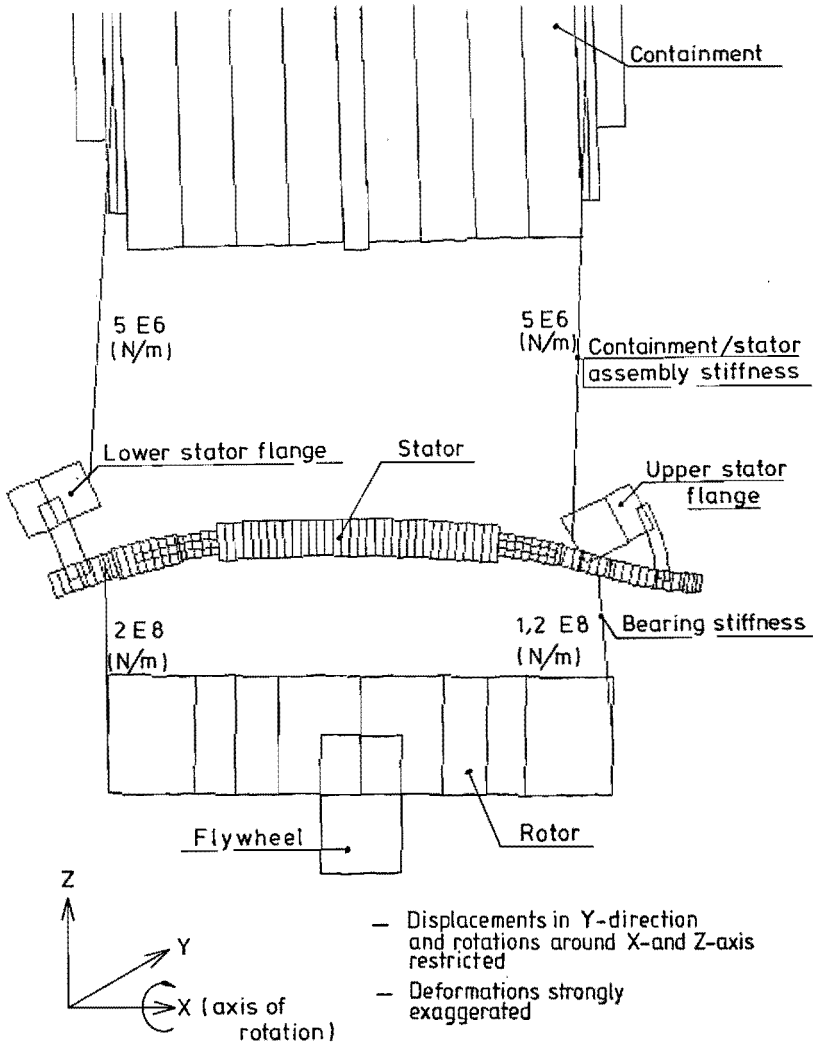 Containment
5 E6
(N/m)
5 E6
(N/m)
Containment/stator
assembly stiffness
Lower stator flange
Stator
Upper stator
flange
2 E8
(N/m)
1,2 E8
(N/m)
Bearing stiffness
Flywheel
Rotor
Z
Y
X (axis of
rotation)
— Displacements in Y-direction
and rotations around X-and Z-axis
restricted
— Deformations strongly
exaggerated